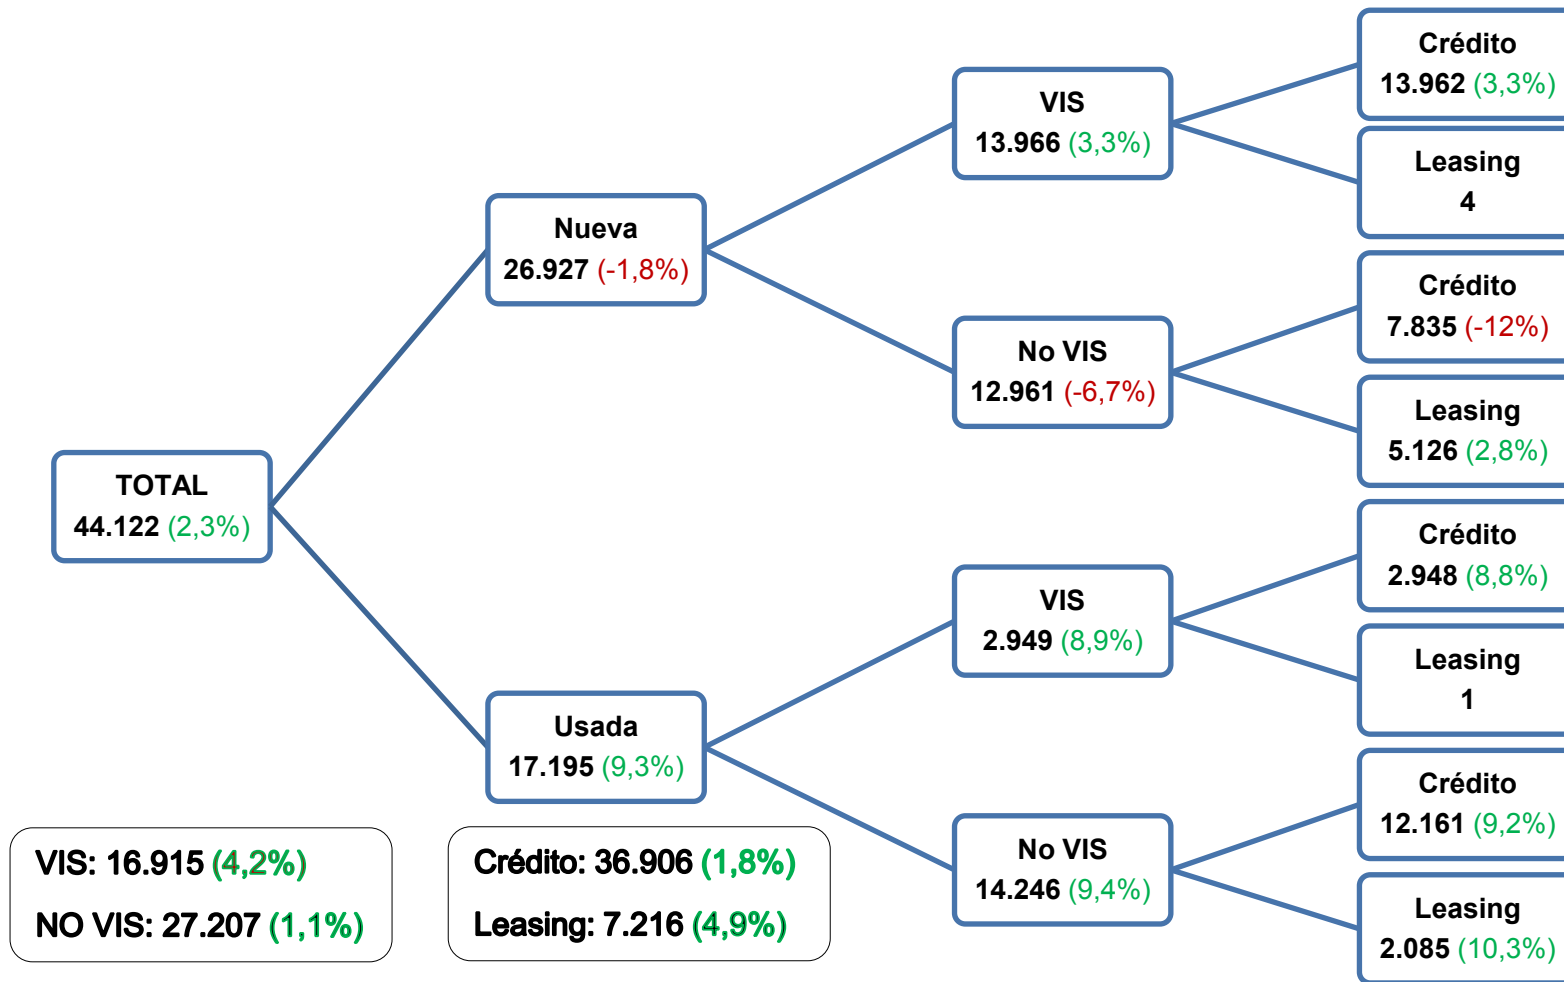 TOTAL
44.122 (2,3%)
Nueva
26.927 (-1,8%)
Usada
17.195 (9,3%)
VIS
13.966 (3,3%)
No VIS
12.961 (-6,7%)
VIS
2.949 (8,9%)
No VIS
14.246 (9,4%)
Crédito
13.962 (3,3%)
Leasing
4
Crédito
7.835 (-12%)
Leasing
5.126 (2,8%)
Crédito
2.948 (8,8%)
Leasing
1
Crédito
12.161 (9,2%)
Leasing
2.085 (10,3%)
VIS: 16.915 (4,2%)
NO VIS: 27.207 (1,1%)
Crédito: 36.906 (1,8%)
Leasing: 7.216 (4,9%)